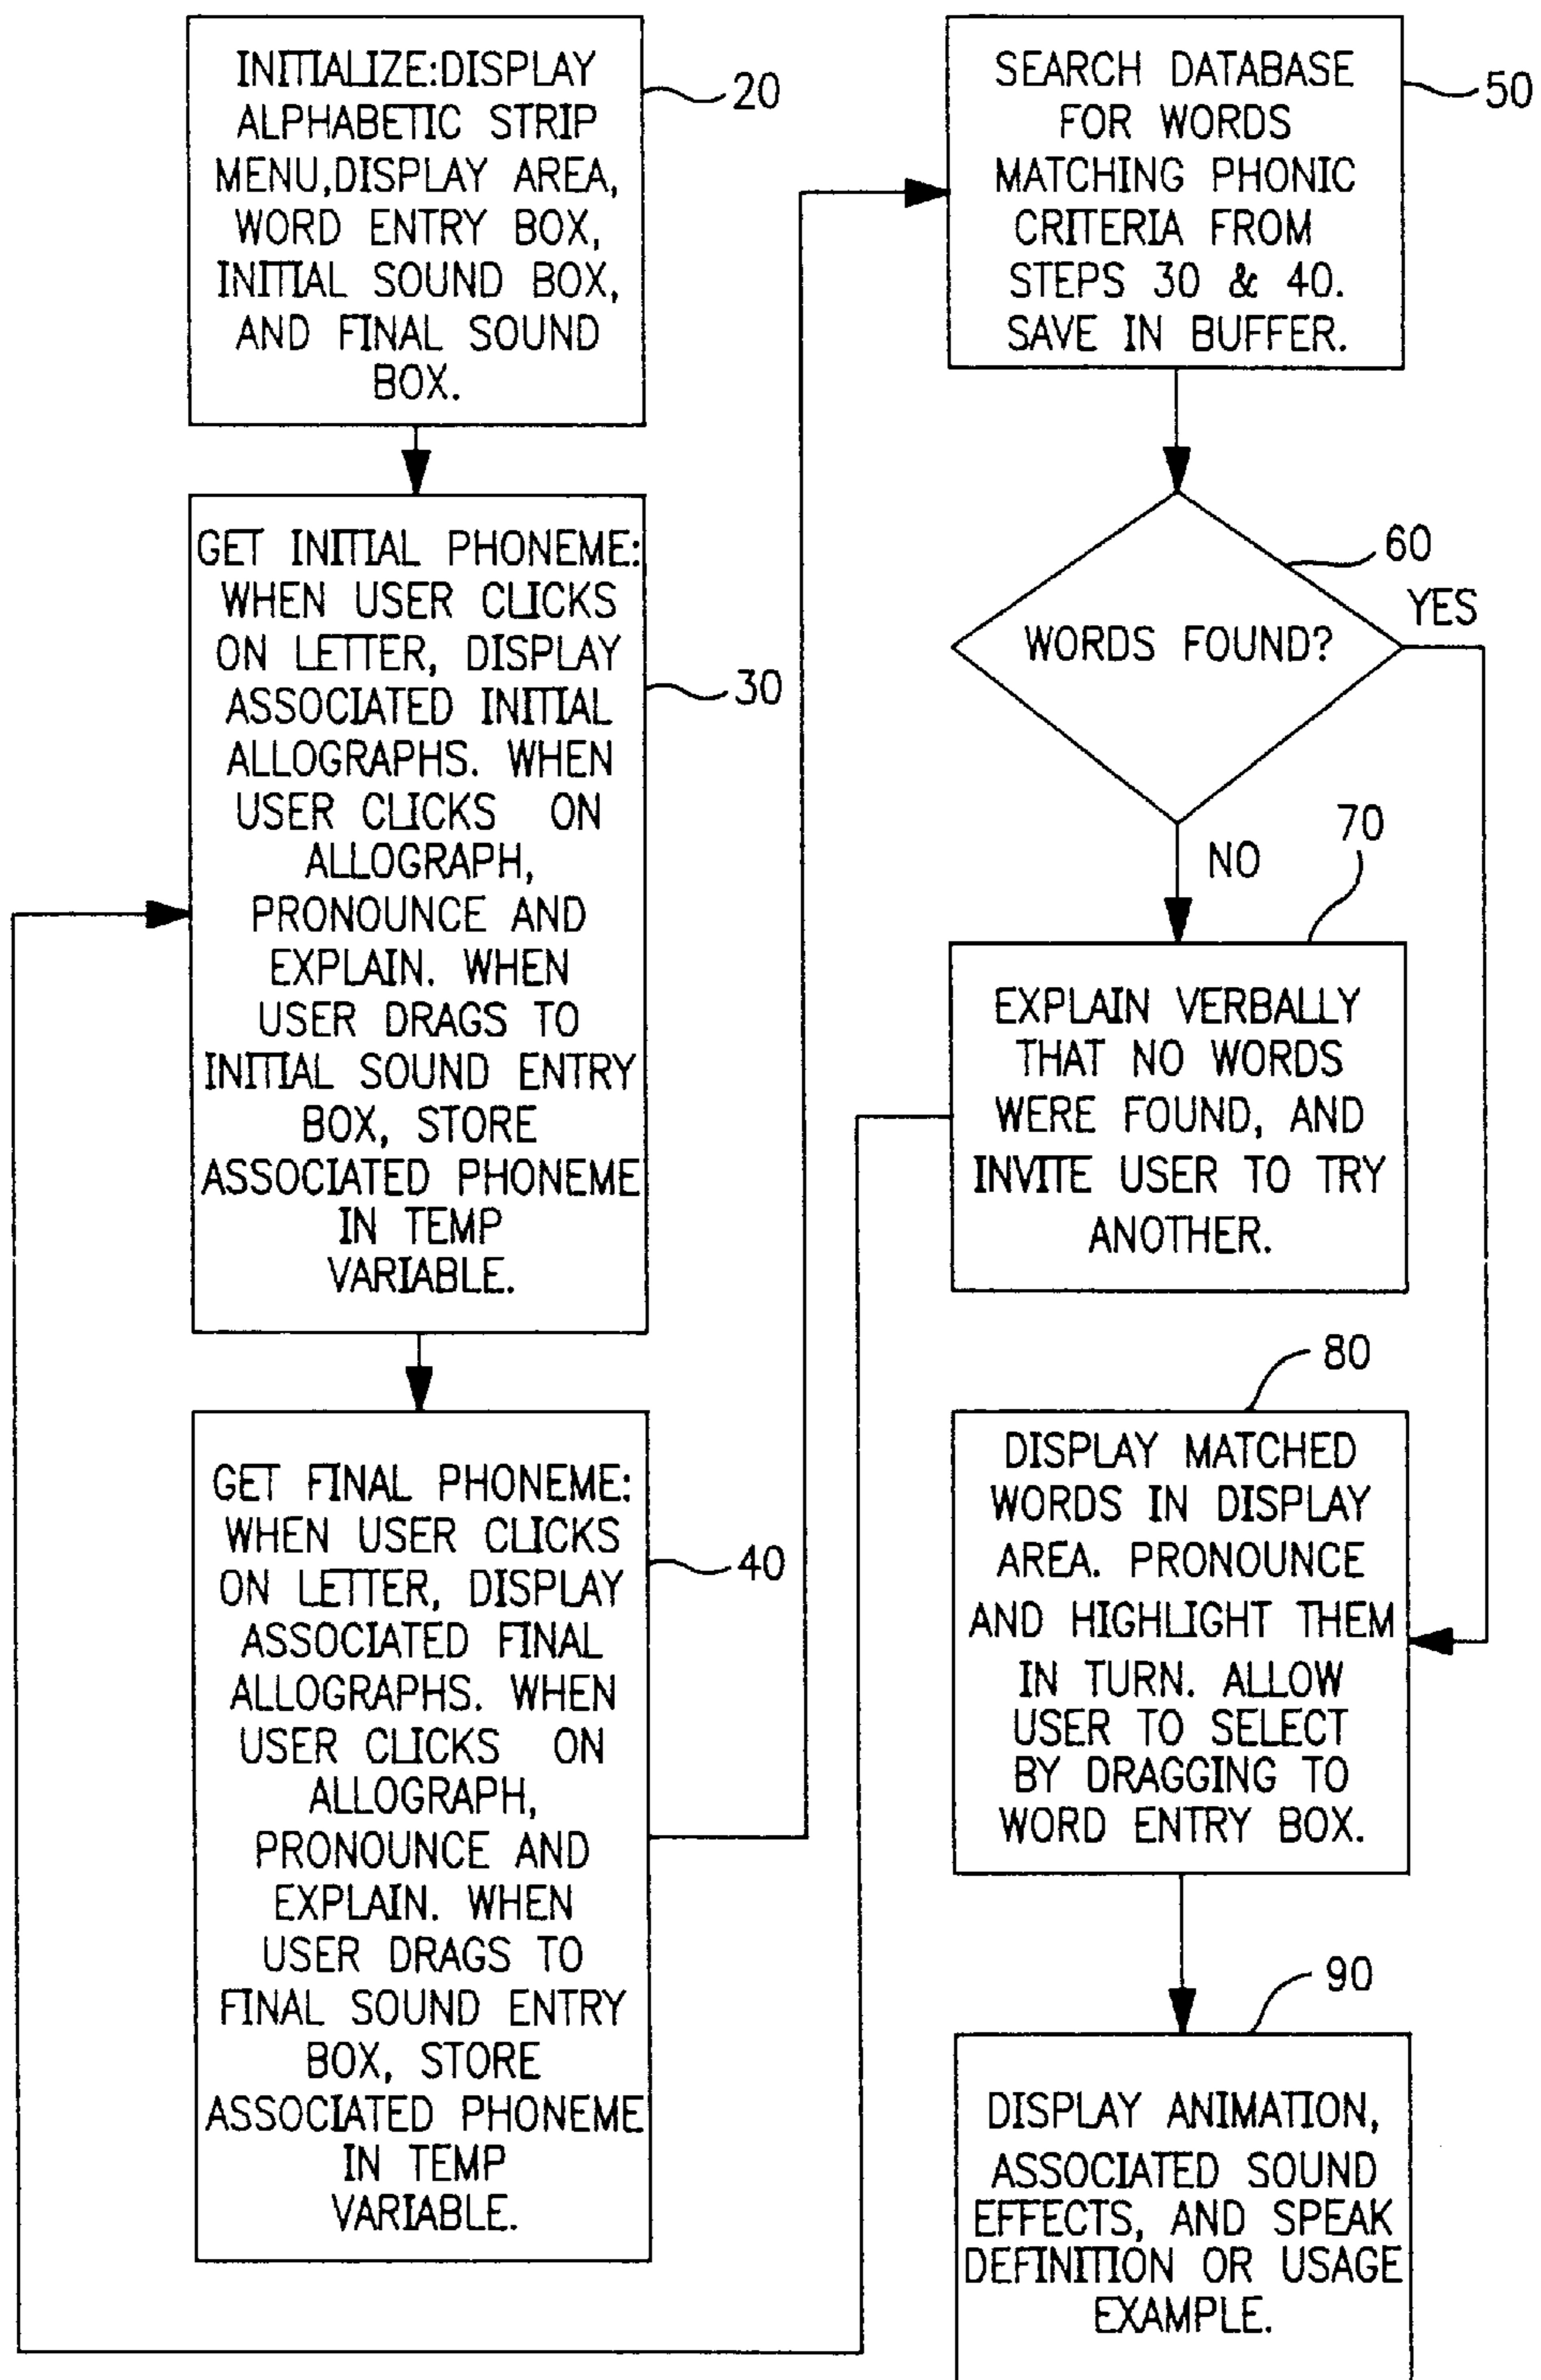 INITIALIZE:DISPLAY
ALPHABETIC STRIP
MENU,DISPLAY AREA,
WORD ENTRY BOX,
INITIAL SOUND BOX,
AND FINAL SOUND
BOX.
20
GET INITIAL PHONEME:
WHEN USER CLICKS
ON LETTER, DISPLAY
ASSOCIATED INITIAL
ALLOGRAPHS. WHEN
USER CLICKS ON
ALLOGRAPH,
PRONOUNCE AND
EXPLAIN. WHEN
USER DRAGS TO
INITIAL SOUND ENTRY
BOX, STORE
ASSOCIATED PHONEME
IN TEMP
VARIABLE.
30
GET FINAL PHONEME:
WHEN USER CLICKS
ON LETTER, DISPLAY
ASSOCIATED FINAL
ALLOGRAPHS. WHEN
USER CLICKS ON
ALLOGRAPH,
PRONOUNCE AND
EXPLAIN. WHEN
USER DRAGS TO
FINAL SOUND ENTRY
BOX, STORE
ASSOCIATED PHONEME
IN TEMP
VARIABLE.
40
SEARCH DATABASE
FOR WORDS
MATCHING PHONIC
CRITERIA FROM
STEPS 30 & 40.
SAVE IN BUFFER.
50
WORDS FOUND?
60
YES
NO
70
EXPLAIN VERBALLY
THAT NO WORDS
WERE FOUND, AND
INVITE USER TO TRY
ANOTHER.
80
DISPLAY MATCHED
WORDS IN DISPLAY
AREA. PRONOUNCE
AND HIGHLIGHT THEM
IN TURN. ALLOW
USER TO SELECT
BY DRAGGING TO
WORD ENTRY BOX.
90
DISPLAY ANIMATION,
ASSOCIATED SOUND
EFFECTS, AND SPEAK
DEFINITION OR USAGE
EXAMPLE.